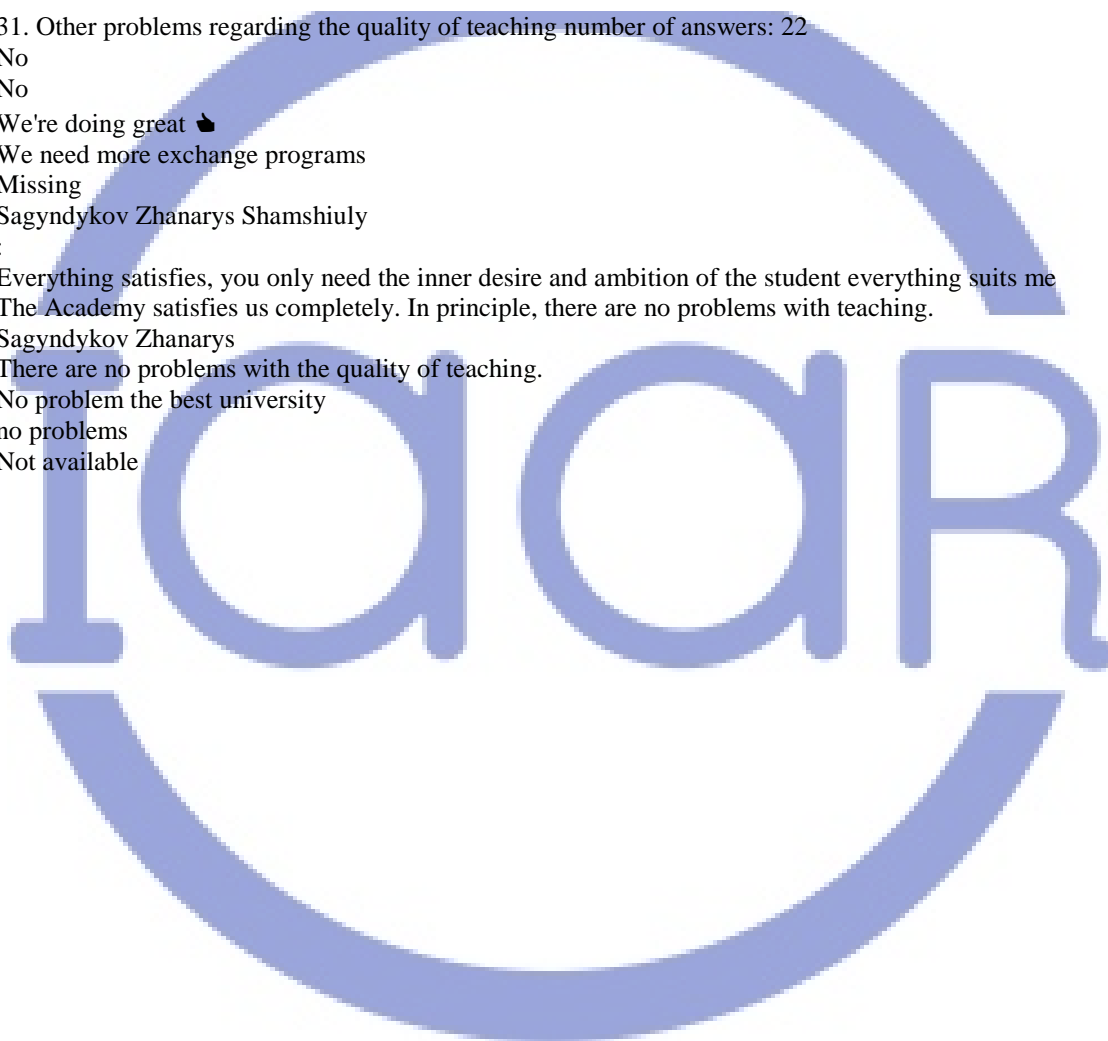 31. Other problems regarding the quality of teaching number of answers: 22
No
No
We're doing great 👍
We need more exchange programs
Missing
Sagyndykov Zhanarys Shamshiuly
:
Everything satisfies, you only need the inner desire and ambition of the student everything suits me
The Academy satisfies us completely. In principle, there are no problems with teaching.
Sagyndykov Zhanarys
There are no problems with the quality of teaching.
No problem the best university
no problems
Not available
IaaR